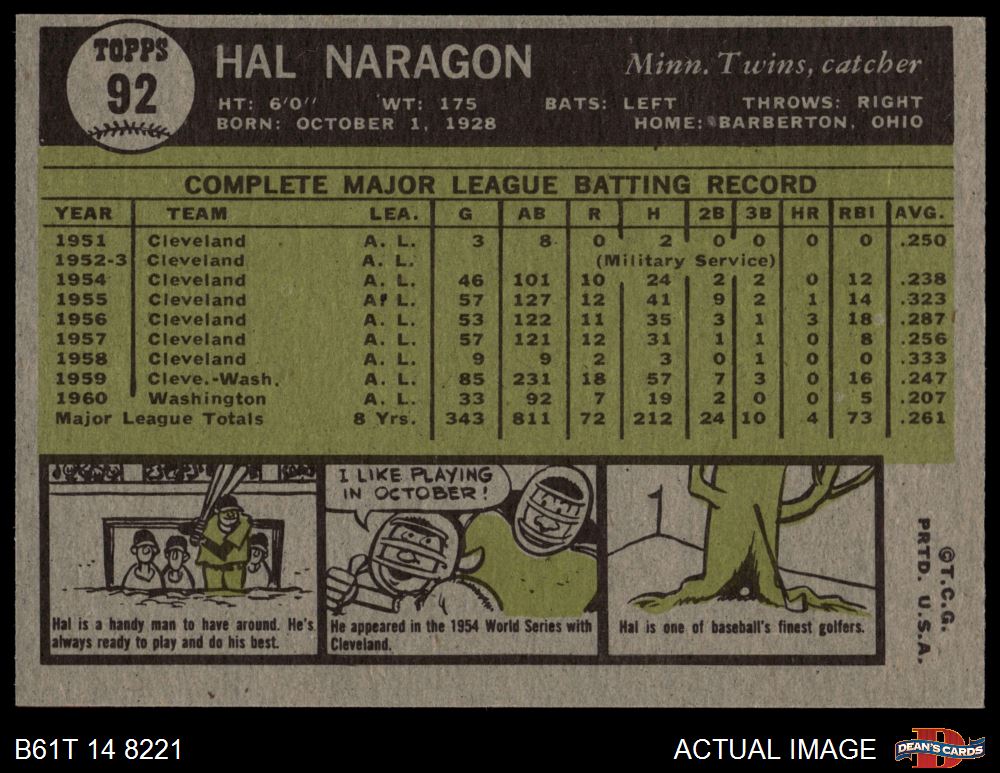 TOPPS
92
HAL NARAGON
Minn. Twins, catcher
HT: 6'0" WT: 175 BATS: LEFT THROWS: RIGHT
BORN: OCTOBER 1, 1928 HOME: BARBERTON, OHIO
COMPLETE MAJOR LEAGUE BATTING RECORD
YEAR TEAM LEA. G AB R H 2B 3B HR RBI AVG.
1951 Cleveland A. L. 3 8 0 2 0 0 0 0 .250
1952-3 Cleveland A. L. (Military Service)
1954 Cleveland A. L. 46 101 10 24 2 2 0 12 .238
1955 Cleveland A. L. 57 127 12 41 9 2 1 14 .323
1956 Cleveland A. L. 53 122 11 35 3 1 3 18 .287
1957 Cleveland A. L. 57 121 12 31 1 1 0 8 .256
1958 Cleveland A. L. 9 9 2 3 0 1 0 0 .333
1959 Cleve.-Wash. A. L. 85 231 18 57 7 3 0 16 .247
1960 Washington A. L. 33 92 7 19 2 0 0 5 .207
Major League Totals 8 Yrs. 343 811 72 212 24 10 4 73 .261
I LIKE PLAYING
IN OCTOBER!
Hal is a handy man to have around. He's
always ready to play and do his best.
He appeared in the 1954 World Series with
Cleveland.
Hal is one of baseball's finest golfers.
©T.C.G.
PRTD. U.S.A.
B61T 14 8221
ACTUAL IMAGE
D
DEAN'S CARDS